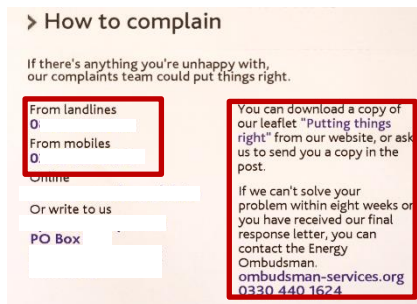 > How to complain
If there's anything you're unhappy with,
our complaints team could put things right.
From landlines
0
From mobiles
0
Online
Or write to us
PO Box
You can download a copy of
our leaflet "Putting things
right" from our website, or ask
us to send you a copy in the
post.
If we can't solve your
problem within eight weeks or
you have received our final
response letter, you can
contact the Energy
Ombudsman.
ombudsman-services.org
0330 440 1624